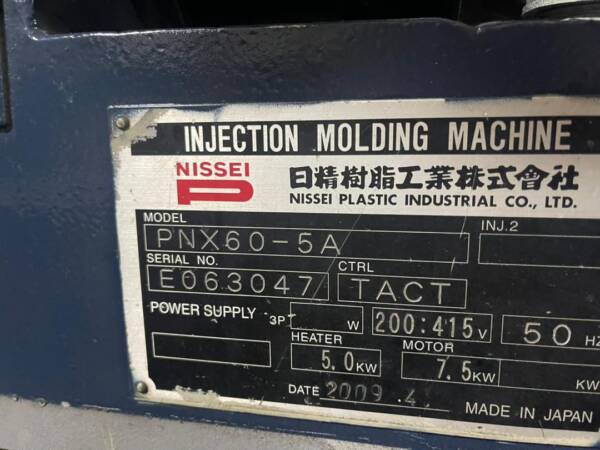 INJECTION MOLDING MACHINE
NISSEI
P
日精樹脂工業株式會社
NISSEI PLASTIC INDUSTRIAL CO., LTD.
MODEL
PNX60-5A
INJ.2
SERIAL NO.
E063047
CTRL
TACT
POWER SUPPLY
3P W
200:415V
50 HZ
HEATER
5.0KW
MOTOR
7.5KW
KW
DATE 2009.4
MADE IN JAPAN